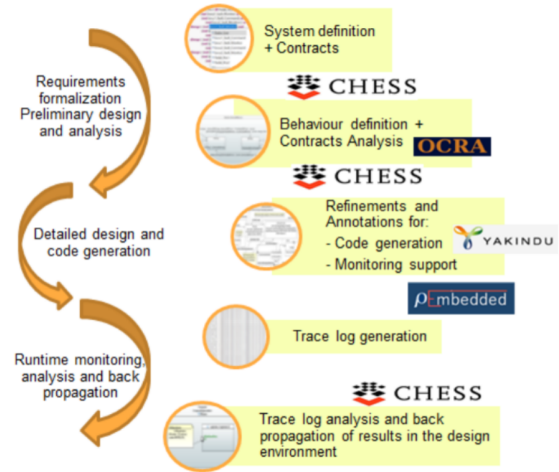 System definition
+ Contracts
CHESS
Requirements
formalization
Preliminary design
and analysis
Behaviour definition +
Contracts Analysis
OCRA
CHESS
Refinements and
Annotations for:
- Code generation
- Monitoring support
YAKINDU
Detailed design and
code generation
ρEmbedded
Trace log generation
Runtime monitoring,
analysis and back
propagation
CHESS
Trace log analysis and back
propagation of results in the design
environment